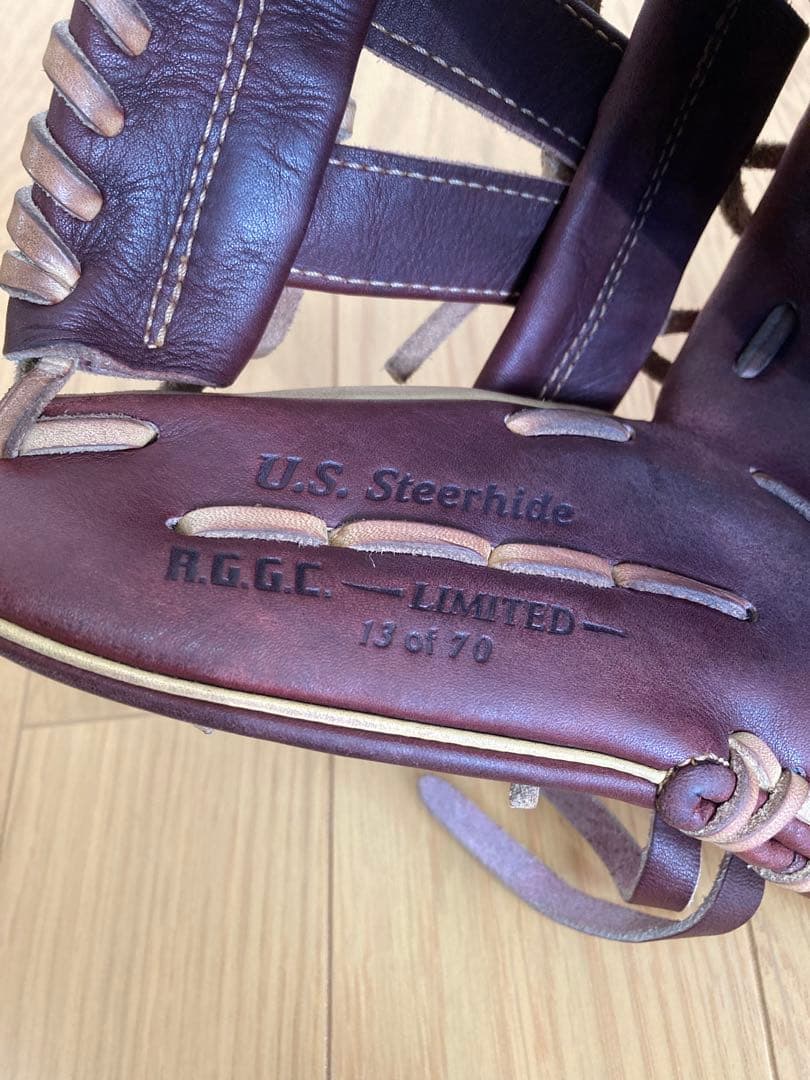 U.S. Steerhide
R.G.G.C. — LIMITED —
13 of 70